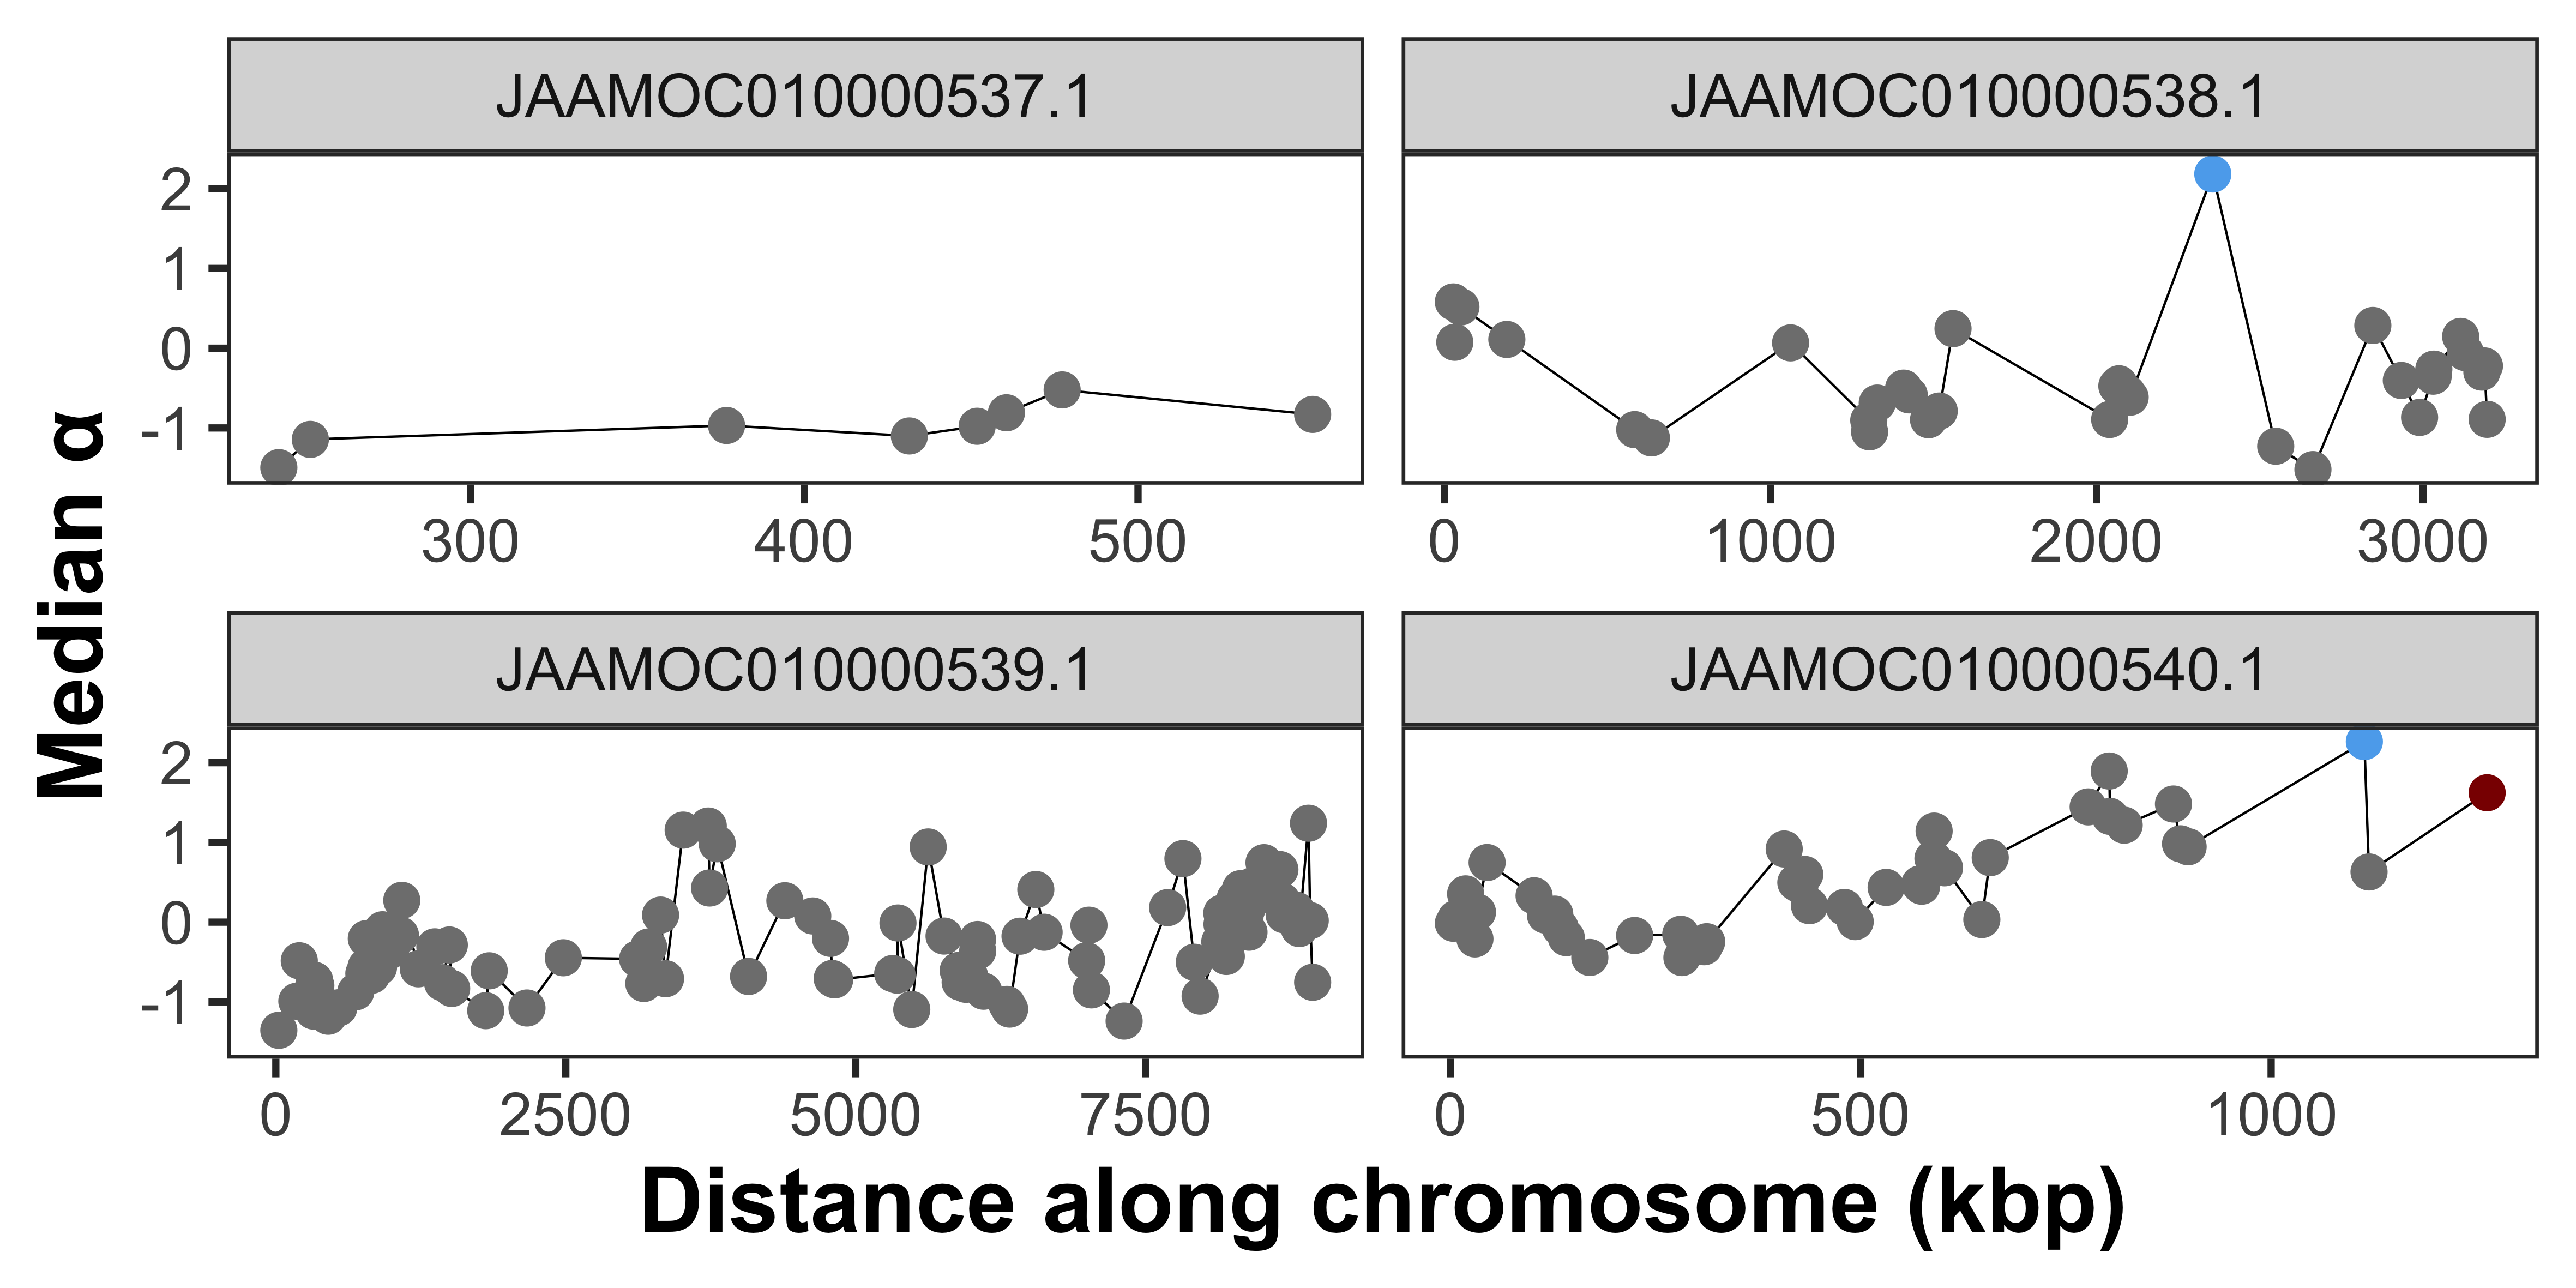 JAAMOC010000537.1
JAAMOC010000538.1
2
1
0
-1
300 400 500
0 1000 2000 3000
JAAMOC010000539.1
JAAMOC010000540.1
2
1
0
-1
0 2500 5000 7500
0 500 1000
Median α
Distance along chromosome (kbp)